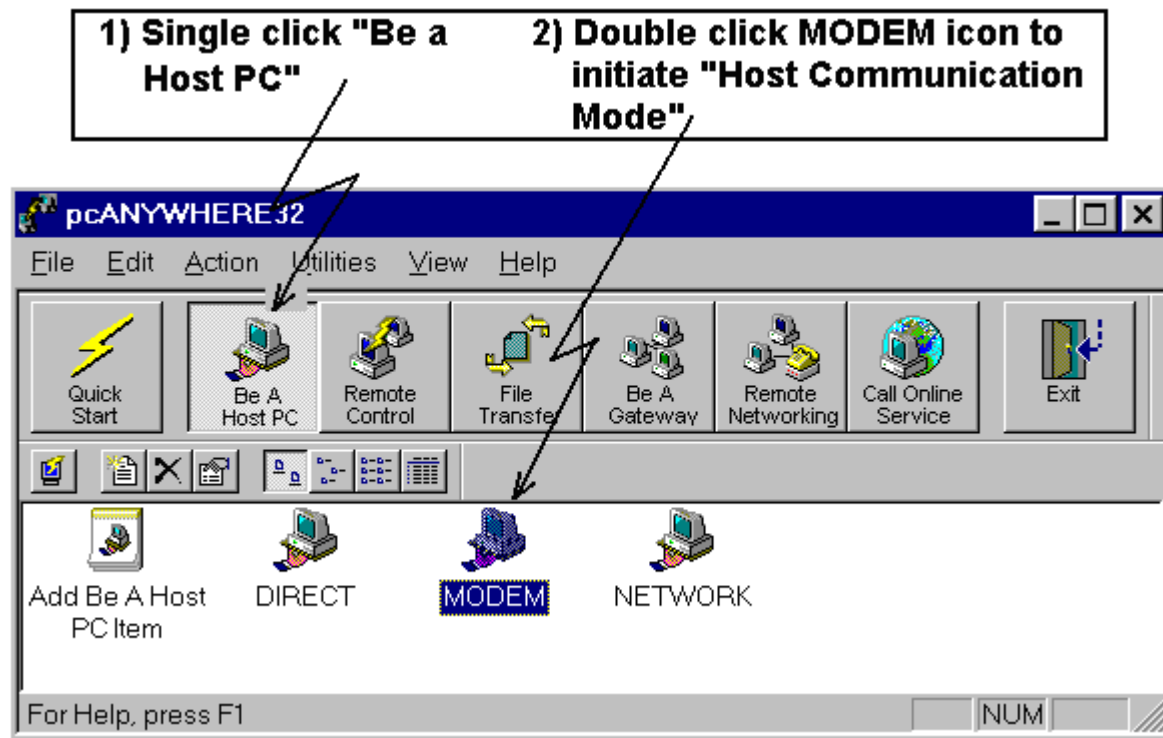 1) Single click "Be a
Host PC"
2) Double click MODEM icon to
initiate "Host Communication
Mode"
pcANYWHERE32
File Edit Action Utilities View Help
Quick
Start
Be A
Host PC
Remote
Control
File
Transfer
Be A
Gateway
Remote
Networking
Call Online
Service
Exit
Add Be A Host
PC Item
DIRECT
MODEM
NETWORK
For Help, press F1
NUM